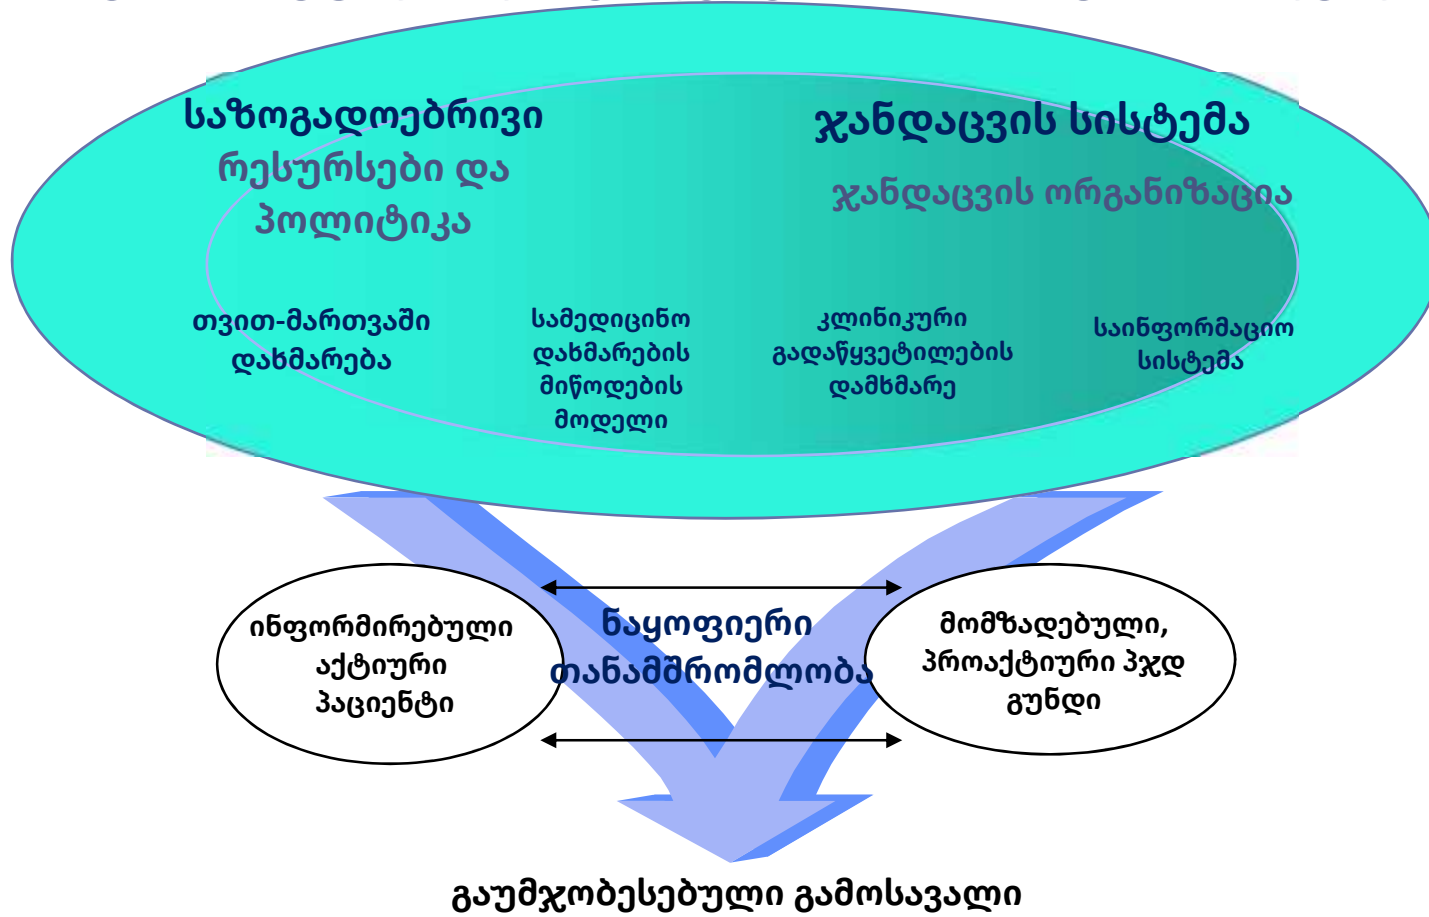 საზოგადოებრივი
რესურსები და
პოლიტიკა
ჯანდაცვის სისტემა
ჯანდაცვის ორგანიზაცია
თვით-მართვაში
დახმარება
სამედიცინო
დახმარების
მიწოდების
მოდელი
კლინიკური
გადაწყვეტილების
დამხმარე
საინფორმაციო
სისტემა
ინფორმირებული
აქტიური
პაციენტი
ნაყოფიერი
თანამშრომლობა
მომზადებული,
პროაქტიური პჯდ
გუნდი
გაუმჯობესებული გამოსავალი